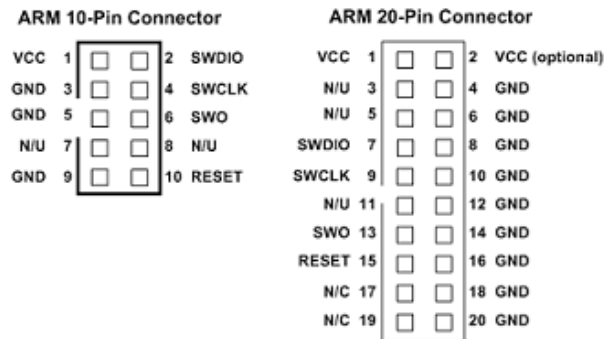 ARM 10-Pin Connector
VCC 1 2 SWDIO
GND 3 4 SWCLK
GND 5 6 SWO
N/U 7 8 N/U
GND 9 10 RESET
ARM 20-Pin Connector
VCC 1 2 VCC (optional)
N/U 3 4 GND
N/U 5 6 GND
SWDIO 7 8 GND
SWCLK 9 10 GND
N/U 11 12 GND
SWO 13 14 GND
RESET 15 16 GND
N/C 17 18 GND
N/C 19 20 GND